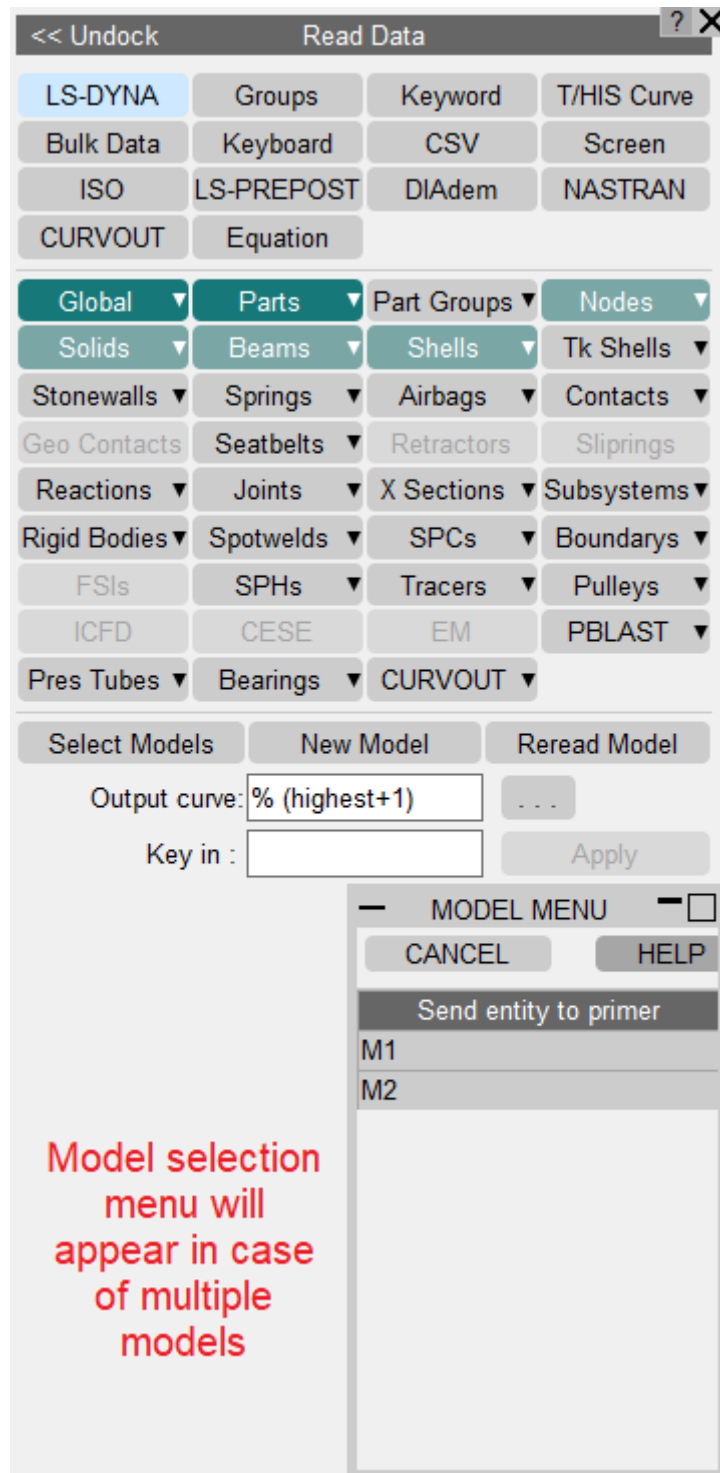 << Undock Read Data ? X
LS-DYNA Groups Keyword T/HIS Curve
Bulk Data Keyboard CSV Screen
ISO LS-PREPOST DIAdem NASTRAN
CURVOUT Equation
Global Parts Part Groups Nodes
Solids Beams Shells Tk Shells
Stonewalls Springs Airbags Contacts
Geo Contacts Seatbelts Retractors Sliprings
Reactions Joints X Sections Subsystems
Rigid Bodies Spotwelds SPCs Boundarys
FSIs SPHs Tracers Pulleys
ICFD CESE EM PBLAST
Pres Tubes Bearings CURVOUT
Select Models New Model Reread Model
Output curve: % (highest+1) ...
Key in : Apply
MODEL MENU
CANCEL HELP
Send entity to primer
M1
M2
Model selection
menu will
appear in case
of multiple
models